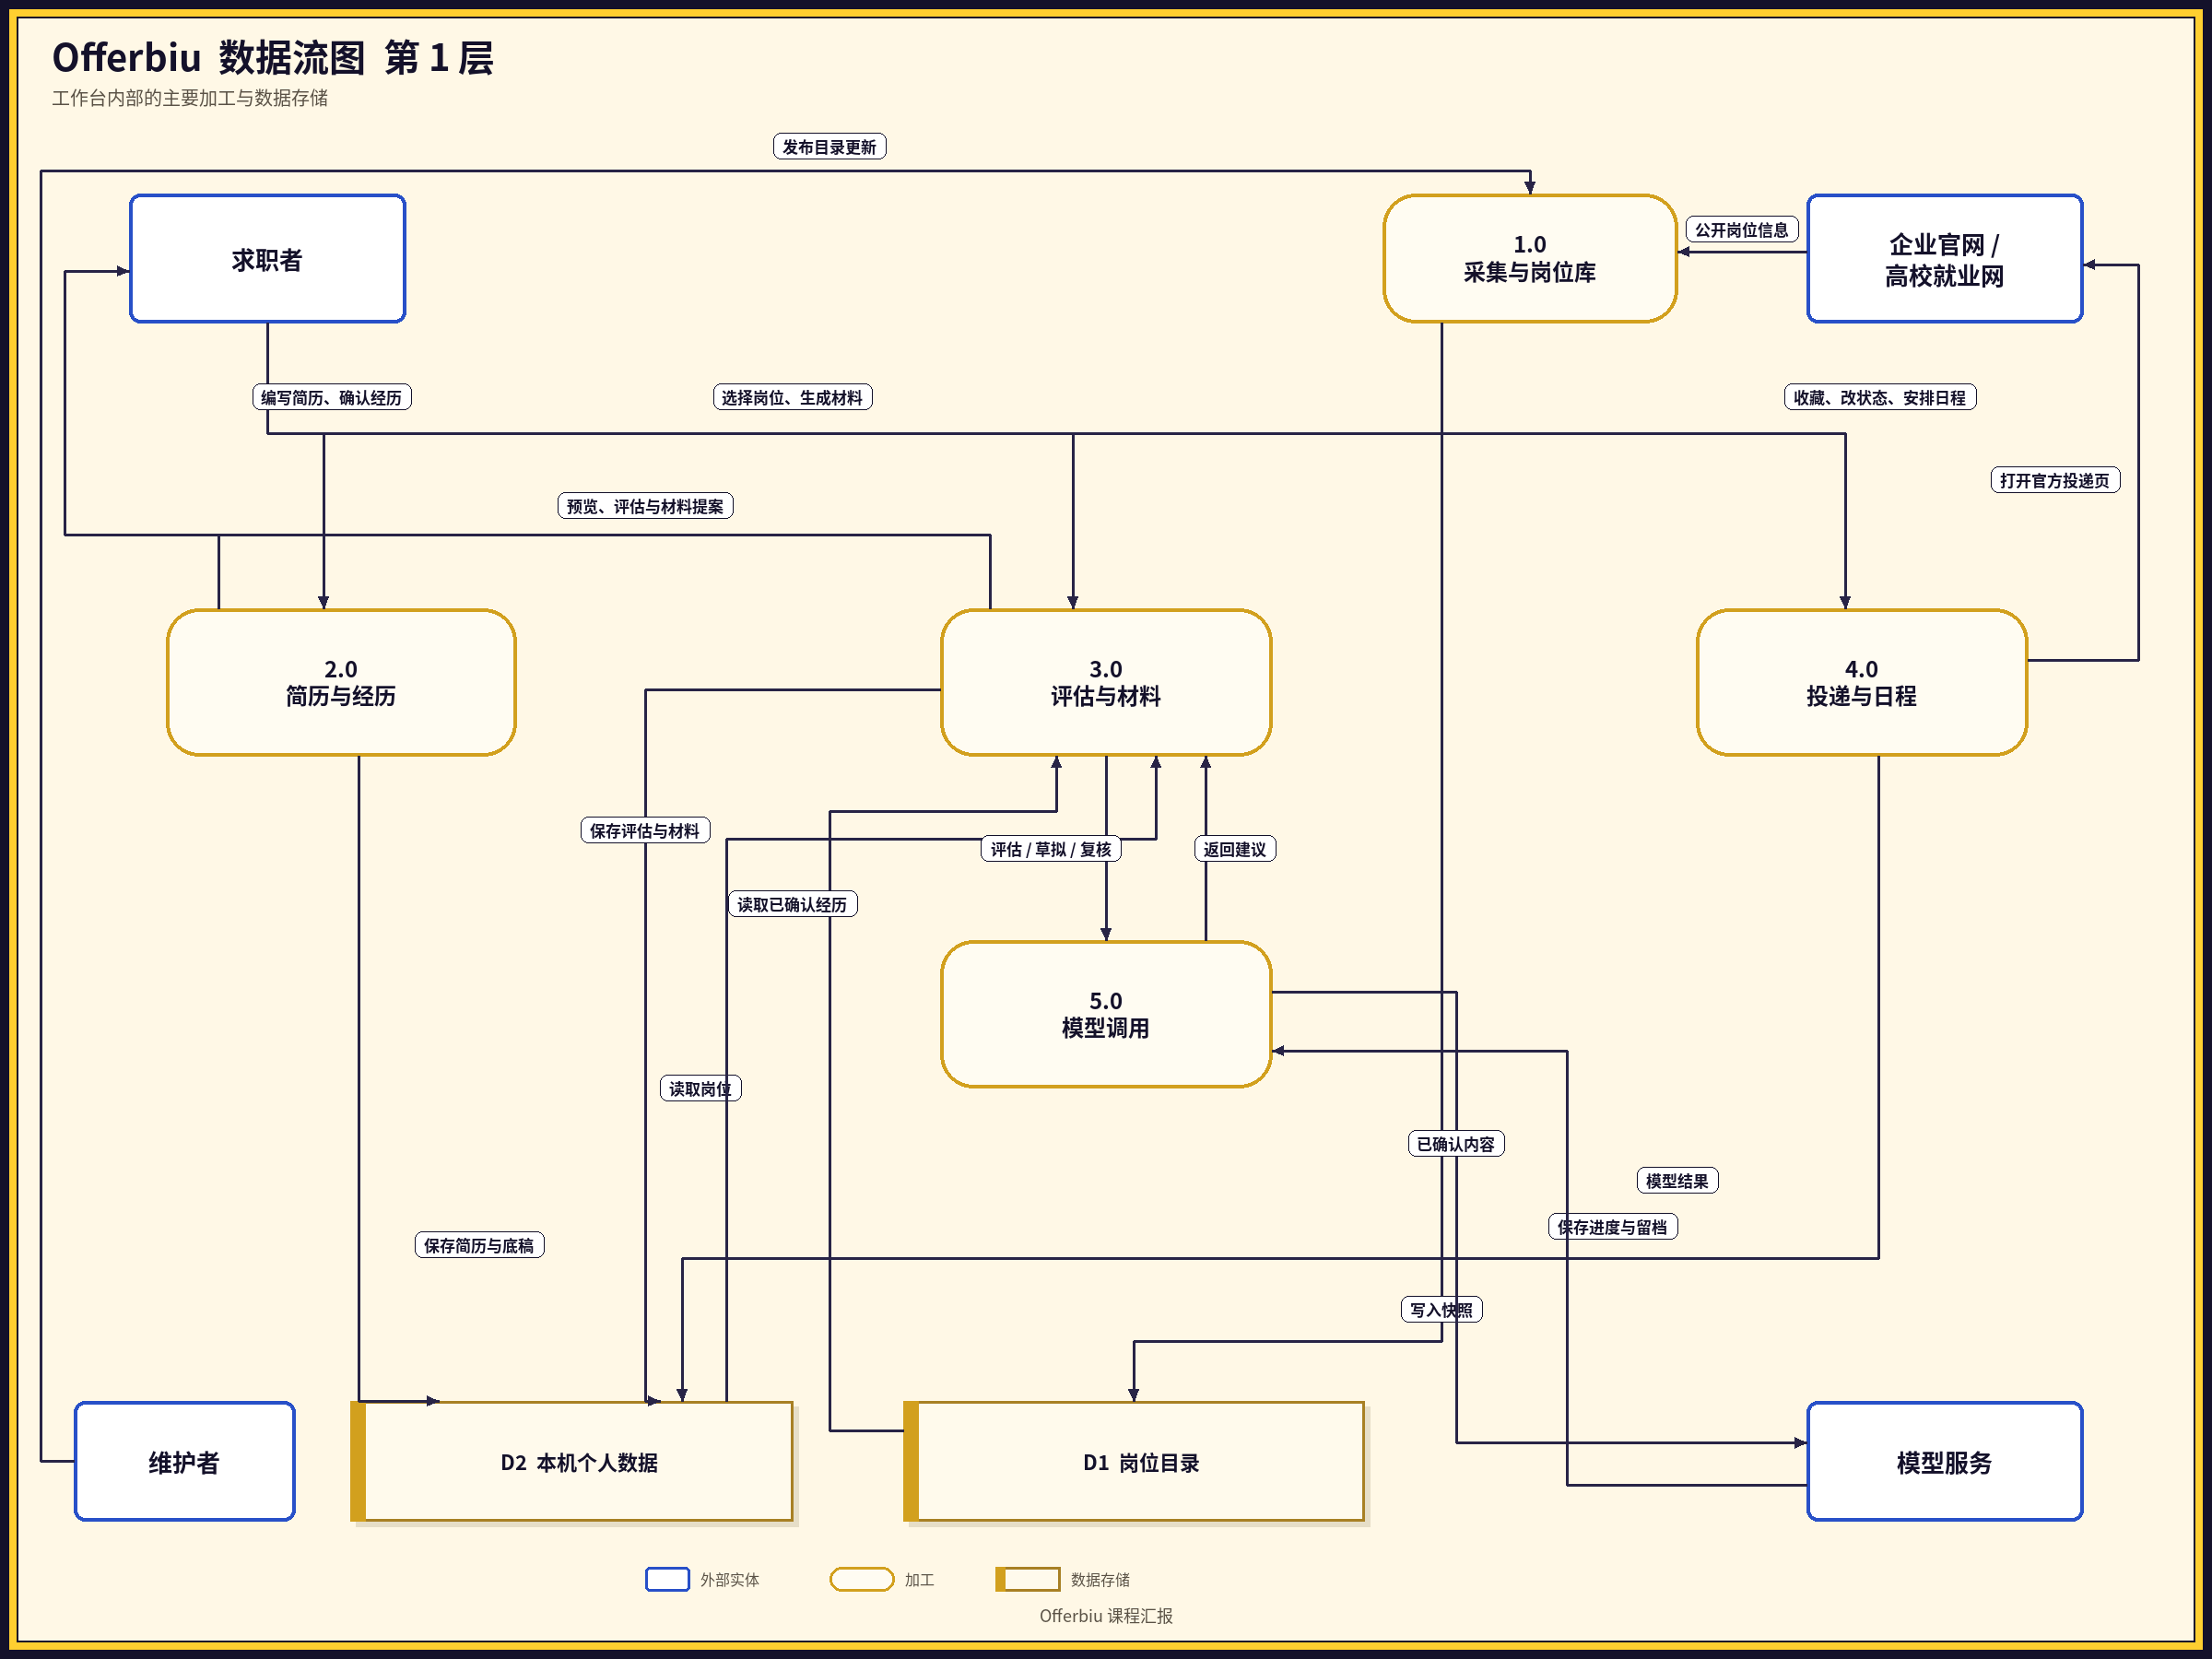 Offerbiu 数据流图 第 1 层
工作台内部的主要加工与数据存储
发布目录更新
求职者
1.0
采集与岗位库
公开岗位信息
企业官网 /
高校就业网
编写简历、确认经历
选择岗位、生成材料
收藏、改状态、安排日程
打开官方投递页
预览、评估与材料提案
2.0
简历与经历
3.0
评估与材料
4.0
投递与日程
保存评估与材料
评估 / 草拟 / 复核
返回建议
读取已确认经历
5.0
模型调用
读取岗位
已确认内容
模型结果
保存进度与留档
保存简历与底稿
写入快照
维护者
D2 本机个人数据
D1 岗位目录
模型服务
外部实体
加工
数据存储
Offerbiu 课程汇报